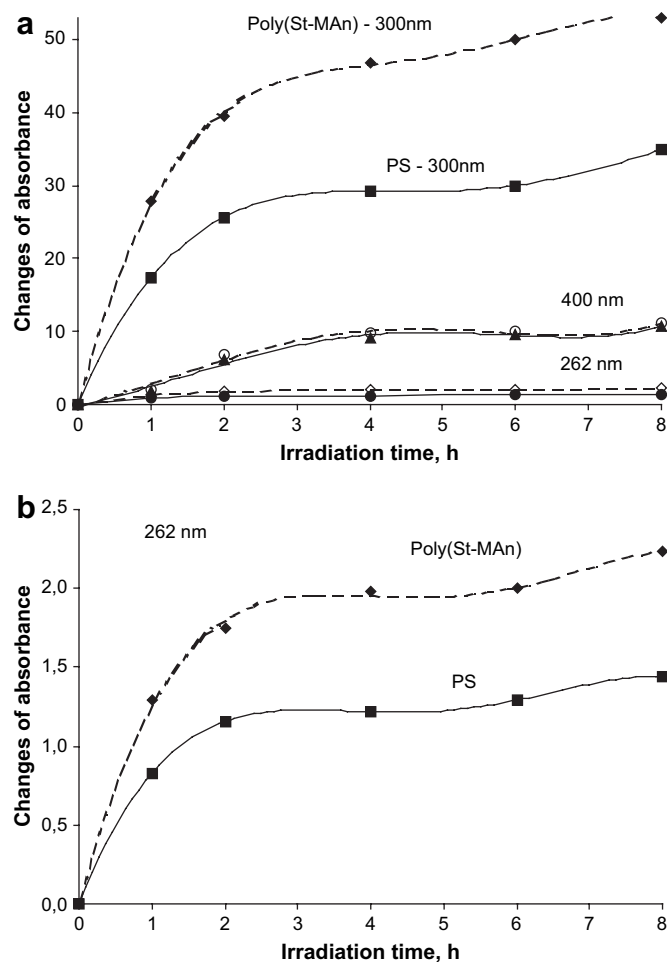 a
Poly(St-MAn) - 300nm
50
40
PS - 300nm
30
20
400 nm
10
262 nm
0
0 1 2 3 4 5 6 7 8
Changes of absorbance
Irradiation time, h
b
2,5
262 nm
Poly(St-MAn)
2,0
1,5
PS
1,0
0,5
0,0
0 1 2 3 4 5 6 7 8
Changes of absorbance
Irradiation time, h